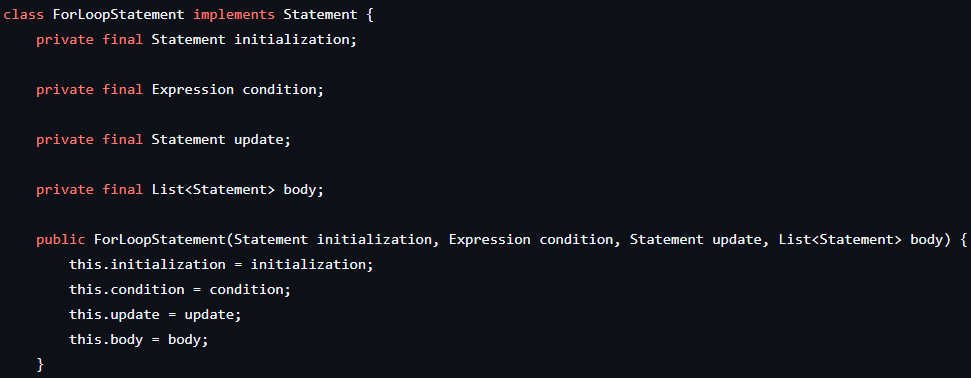 class ForLoopStatement implements Statement {
    private final Statement initialization;
    private final Expression condition;
    private final Statement update;
    private final List<Statement> body;
    public ForLoopStatement(Statement initialization, Expression condition, Statement update, List<Statement> body) {
        this.initialization = initialization;
        this.condition = condition;
        this.update = update;
        this.body = body;
    }